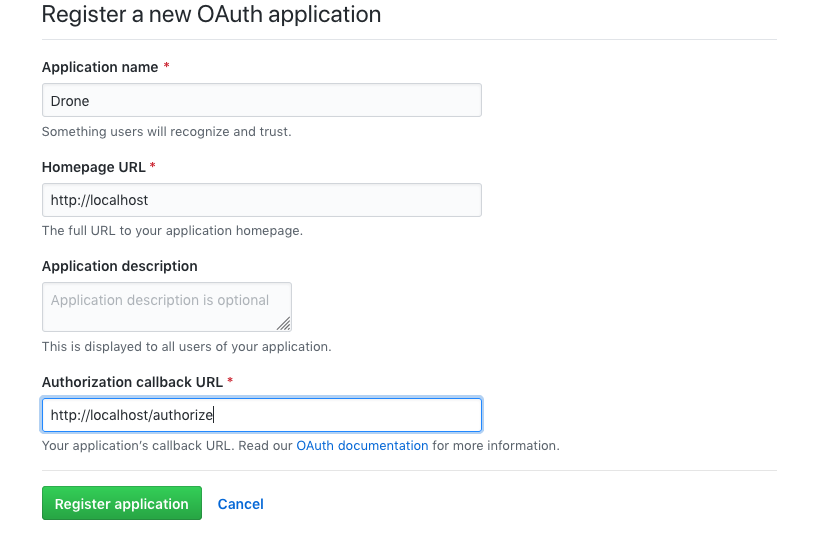 Register a new OAuth application
Application name *
Drone
Something users will recognize and trust.
Homepage URL *
http://localhost
The full URL to your application homepage.
Application description
Application description is optional
This is displayed to all users of your application.
Authorization callback URL *
http://localhost/authorize
Your application's callback URL. Read our OAuth documentation for more information.
Register application Cancel